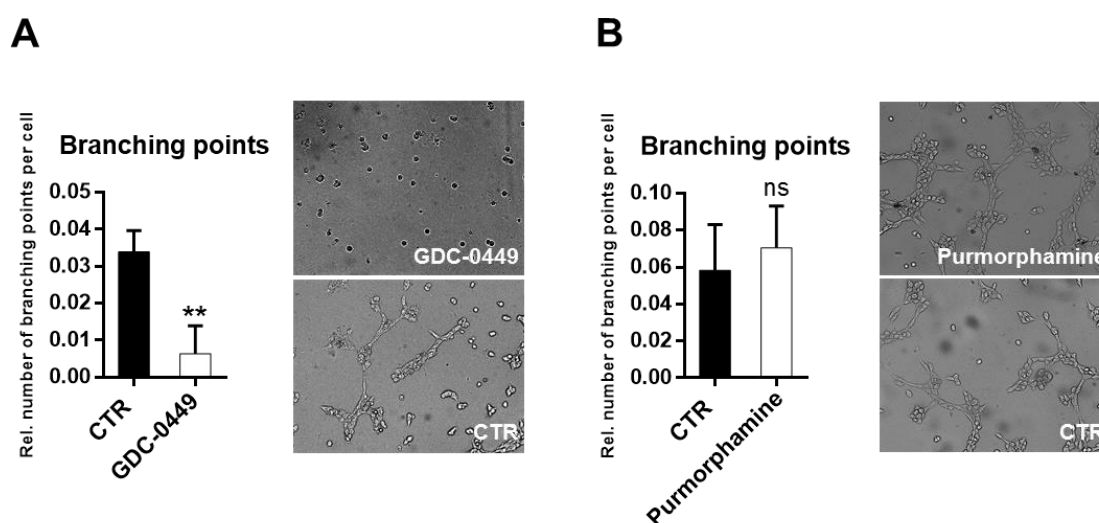 A
Rel. number of branching points per cell
Branching points
0.05
0.04
0.03
0.02
0.01
0.00
**
CTR
GDC-0449
GDC-0449
CTR
B
Rel. number of branching points per cell
Branching points
0.10
0.08
0.06
0.04
0.02
0.00
ns
CTR
Purmorphamine
Purmorphamine
CTR